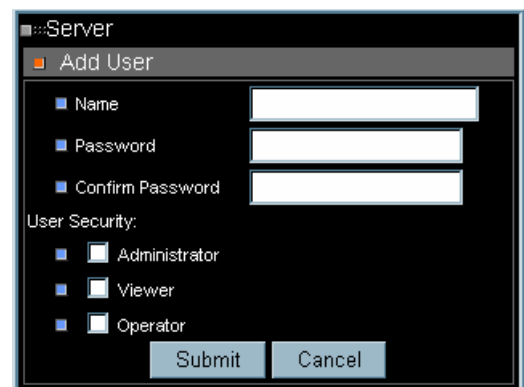 Server
Add User
Name
Password
Confirm Password
User Security:
Administrator
Viewer
Operator
Submit Cancel